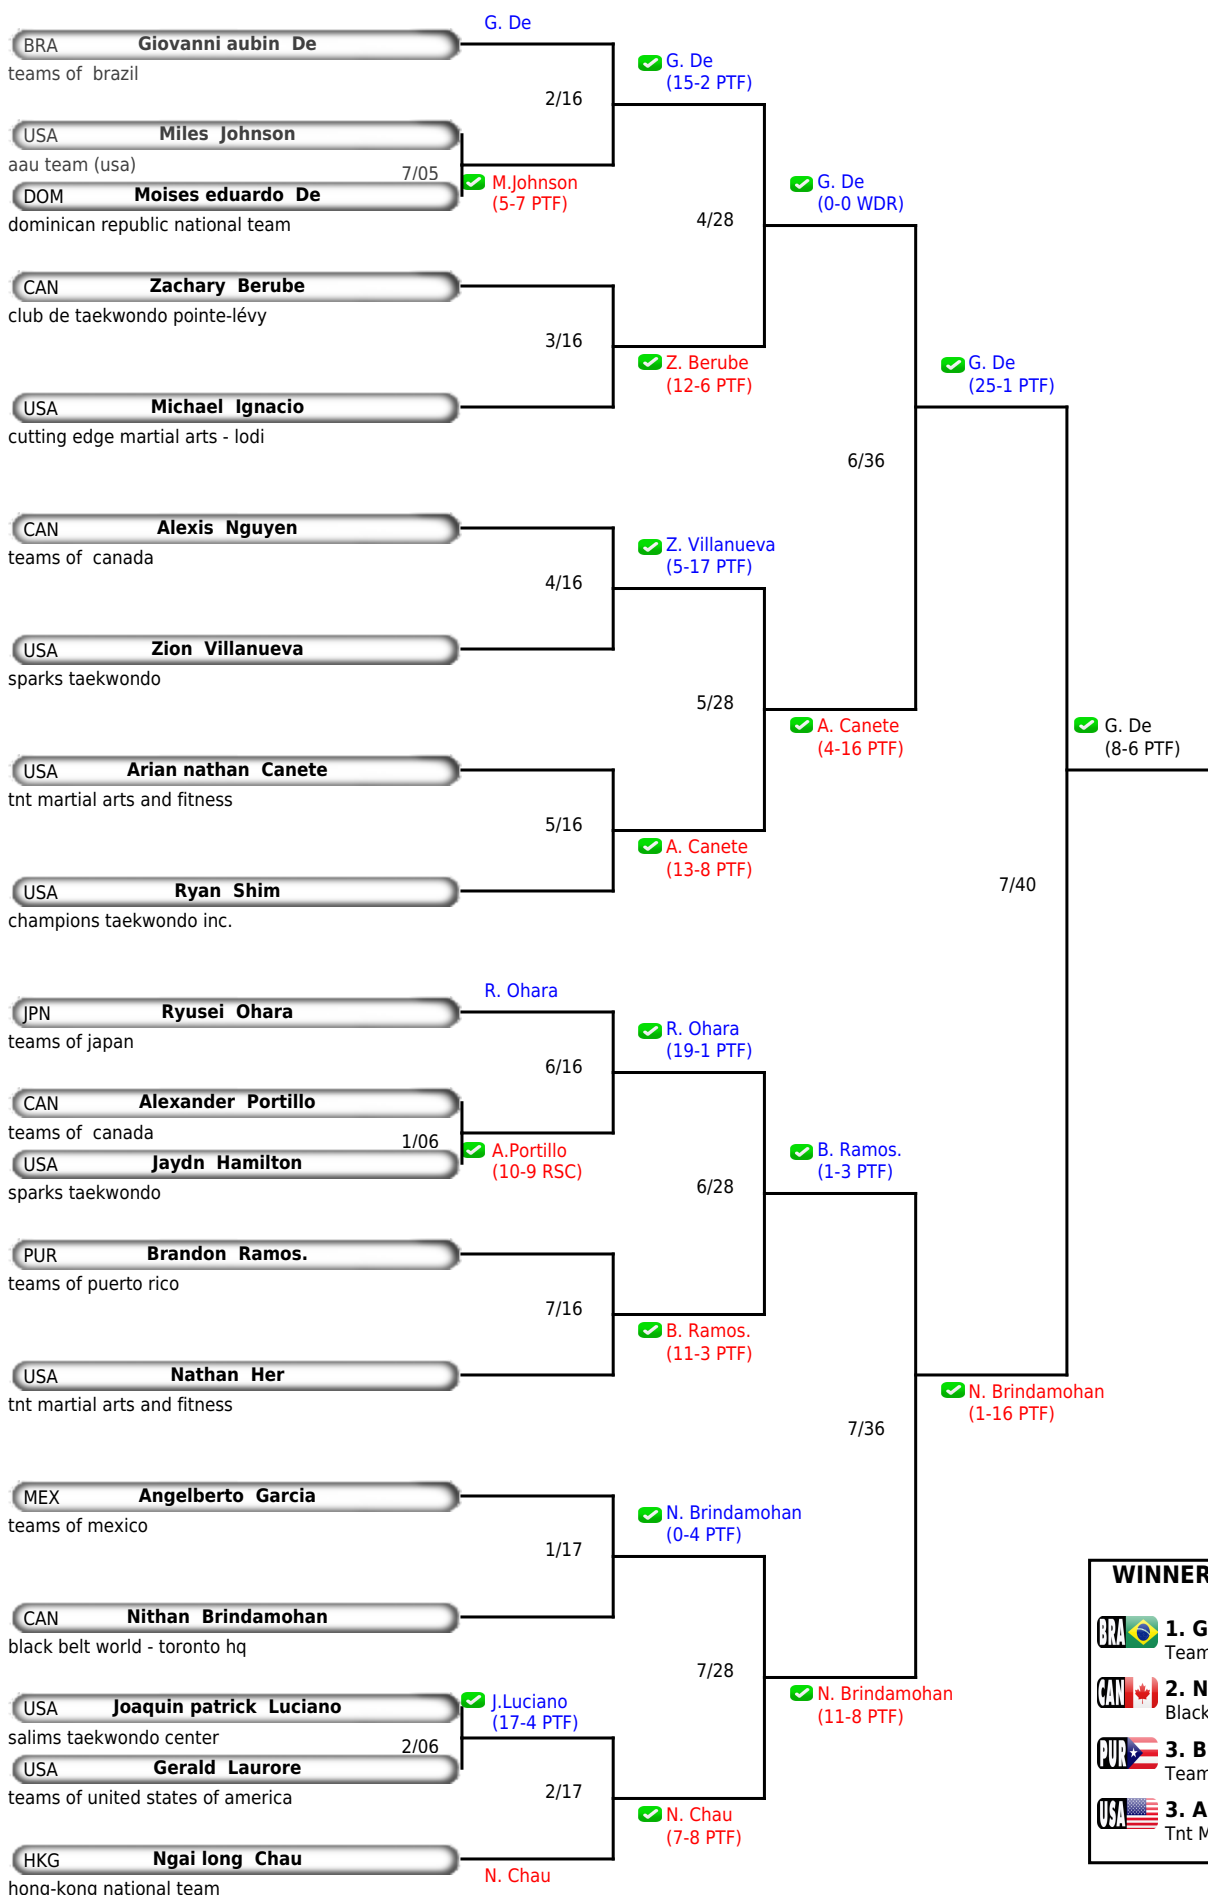 G. De
BRA Giovanni aubin De
teams of brazil
G. De
(15-2 PTF)
2/16
USA Miles Johnson
aau team (usa)
7/05
M.Johnson
(5-7 PTF)
DOM Moises eduardo De
dominican republic national team
G. De
(0-0 WDR)
4/28
CAN Zachary Berube
club de taekwondo pointe-lévy
3/16
Z. Berube
(12-6 PTF)
USA Michael Ignacio
cutting edge martial arts - lodi
G. De
(25-1 PTF)
6/36
CAN Alexis Nguyen
teams of canada
Z. Villanueva
(5-17 PTF)
4/16
USA Zion Villanueva
sparks taekwondo
5/28
A. Canete
(4-16 PTF)
G. De
(8-6 PTF)
USA Arian nathan Canete
tnt martial arts and fitness
5/16
A. Canete
(13-8 PTF)
USA Ryan Shim
champions taekwondo inc.
7/40
R. Ohara
JPN Ryusei Ohara
teams of japan
R. Ohara
(19-1 PTF)
6/16
CAN Alexander Portillo
teams of canada
1/06
A.Portillo
(10-9 RSC)
USA Jaydn Hamilton
sparks taekwondo
B. Ramos.
(1-3 PTF)
6/28
PUR Brandon Ramos.
teams of puerto rico
7/16
B. Ramos.
(11-3 PTF)
USA Nathan Her
tnt martial arts and fitness
N. Brindamohan
(1-16 PTF)
7/36
MEX Angelberto Garcia
teams of mexico
N. Brindamohan
(0-4 PTF)
1/17
CAN Nithan Brindamohan
black belt world - toronto hq
7/28
N. Brindamohan
(11-8 PTF)
USA Joaquin patrick Luciano
salims taekwondo center
J.Luciano
(17-4 PTF)
2/06
USA Gerald Laurore
teams of united states of america
2/17
N. Chau
(7-8 PTF)
HKG Ngai long Chau
hong-kong national team
N. Chau
WINNER
BRA 1. G
Team
CAN 2. N
Black
PUR 3. B
Team
USA 3. A
Tnt M